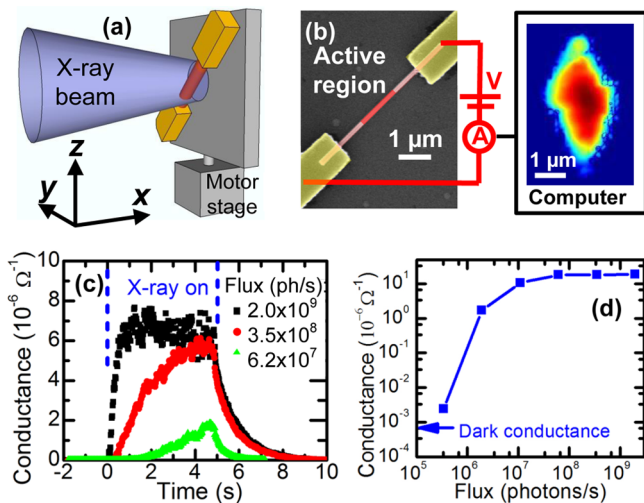 (a)
X-ray
beam
z
y
x
Motor
stage
(b)
Active
region
1 μm
V
A
1 μm
Computer
(c)
X-ray on
Flux (ph/s):
2.0x10⁹
3.5x10⁸
6.2x10⁷
Conductance (10⁻⁶ Ω⁻¹)
10
8
6
4
2
0
-2 0 2 4 6 8 10
Time (s)
(d)
Conductance (10⁻⁶ Ω⁻¹)
10²
10¹
10⁰
10⁻¹
10⁻²
10⁻³
10⁻⁴
Dark conductance
10⁵ 10⁶ 10⁷ 10⁸ 10⁹
Flux (photons/s)